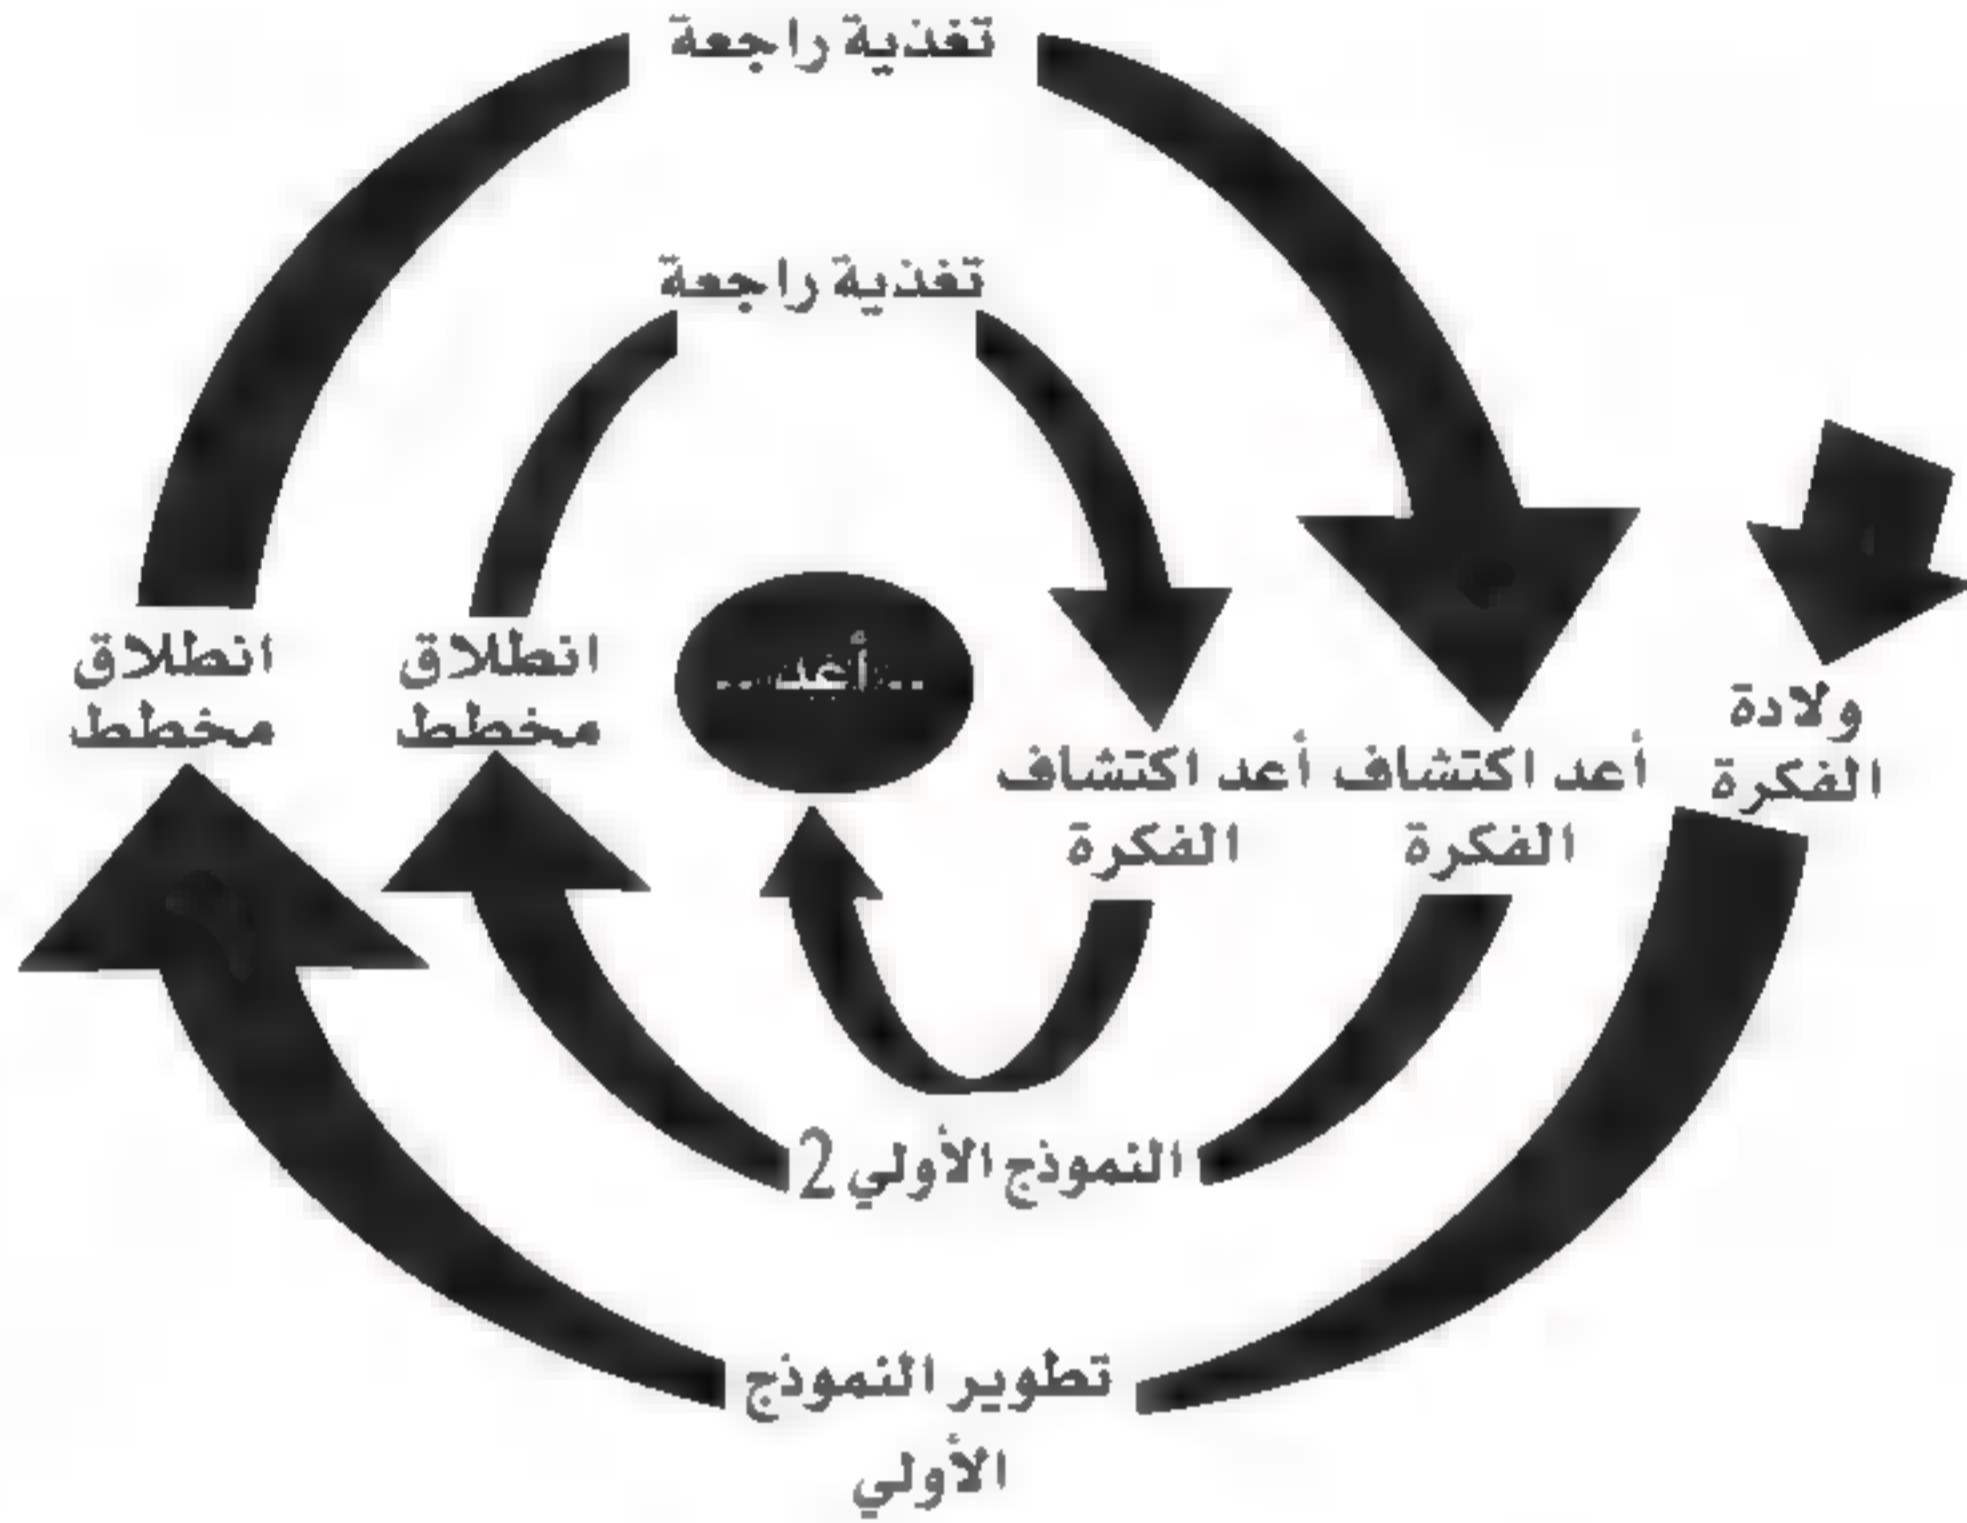 تغذية راجعة
تغذية راجعة
انطلاق
مخطط
انطلاق
مخطط
...أعد...
ولادة
الفكرة
أعد اكتشاف
الفكرة
أعد اكتشاف
الفكرة
النموذج الأولي 2
تطوير النموذج
الأولي